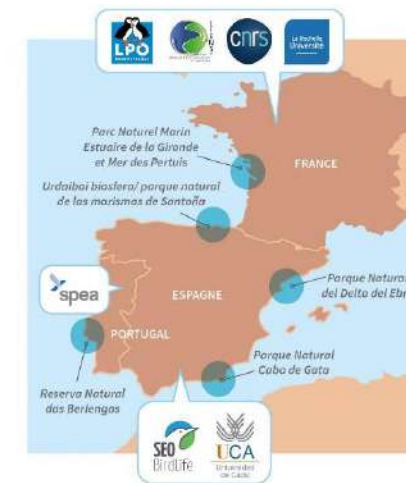 LPO
cnrs
La Rochelle
Université
Parc Naturel Marin
Estuaire de la Gironde
et Mer des Pertuis
FRANCE
Urdaibai biosfera/ parque natural
de las marismas de Santoña
spea
ESPAGNE
Parque Natural
del Delta del Ebr
PORTUGAL
Parque Natural
Cabo de Gata
Reserva Natural
das Berlengas
SEO
BirdLife
UCA
Universidad
de Cádiz